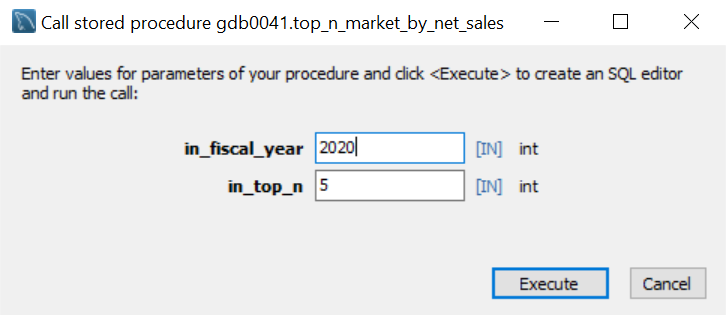 Call stored procedure gdb0041.top_n_market_by_net_sales
Enter values for parameters of your procedure and click <Execute> to create an SQL editor
and run the call:
in_fiscal_year 2020 [IN] int
in_top_n 5 [IN] int
Execute Cancel